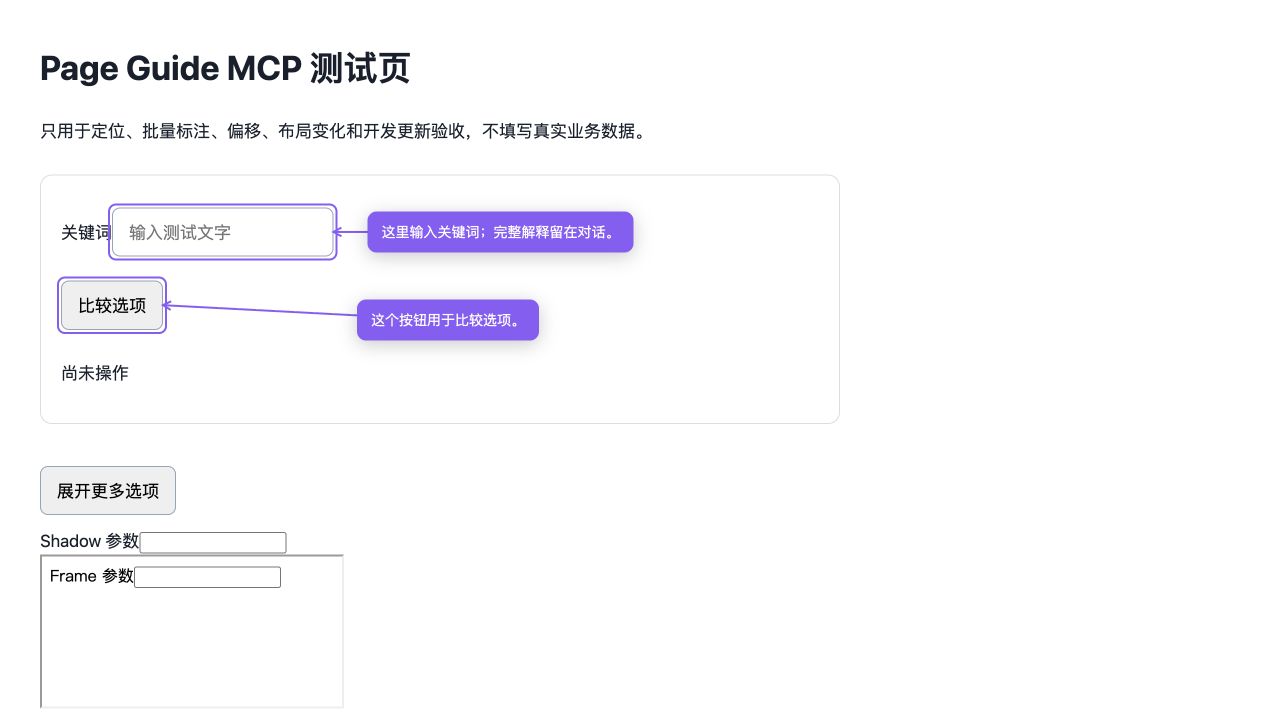 Page Guide MCP 测试页
只用于定位、批量标注、偏移、布局变化和开发更新验收，不填写真实业务数据。
关键词 输入测试文字 这里输入关键词；完整解释留在对话。
比较选项 这个按钮用于比较选项。
尚未操作
展开更多选项
Shadow 参数
Frame 参数